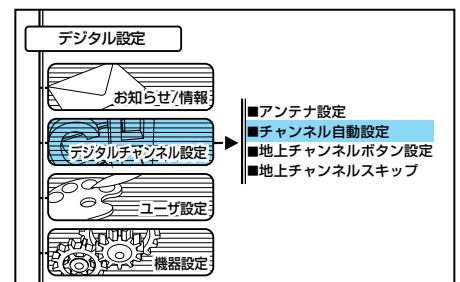 デジタル設定
お知らせ/情報
デジタルチャンネル設定
ユーザ設定
機器設定
■アンテナ設定
■チャンネル自動設定
■地上チャンネルボタン設定
■地上チャンネルスキップ